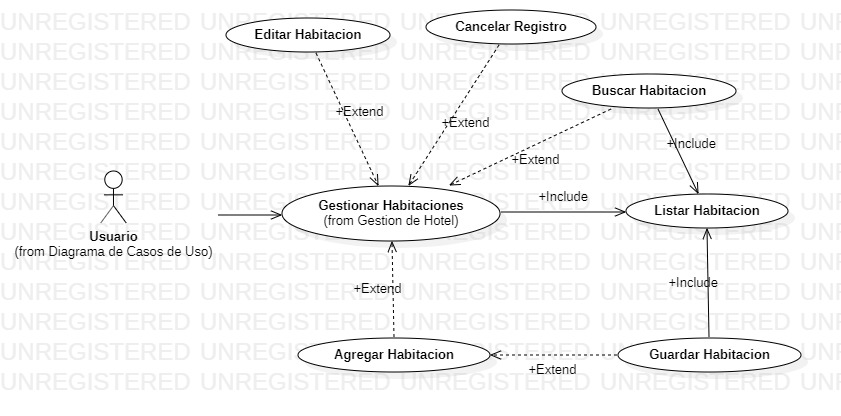 Editar Habitacion
Cancelar Registro
Buscar Habitacion
+Extend
+Extend
+Include
+Extend
Gestionar Habitaciones
(from Gestion de Hotel)
+Include
Listar Habitacion
Usuario
(from Diagrama de Casos de Uso)
+Extend
+Include
Agregar Habitacion
+Extend
Guardar Habitacion
UNREGISTERED